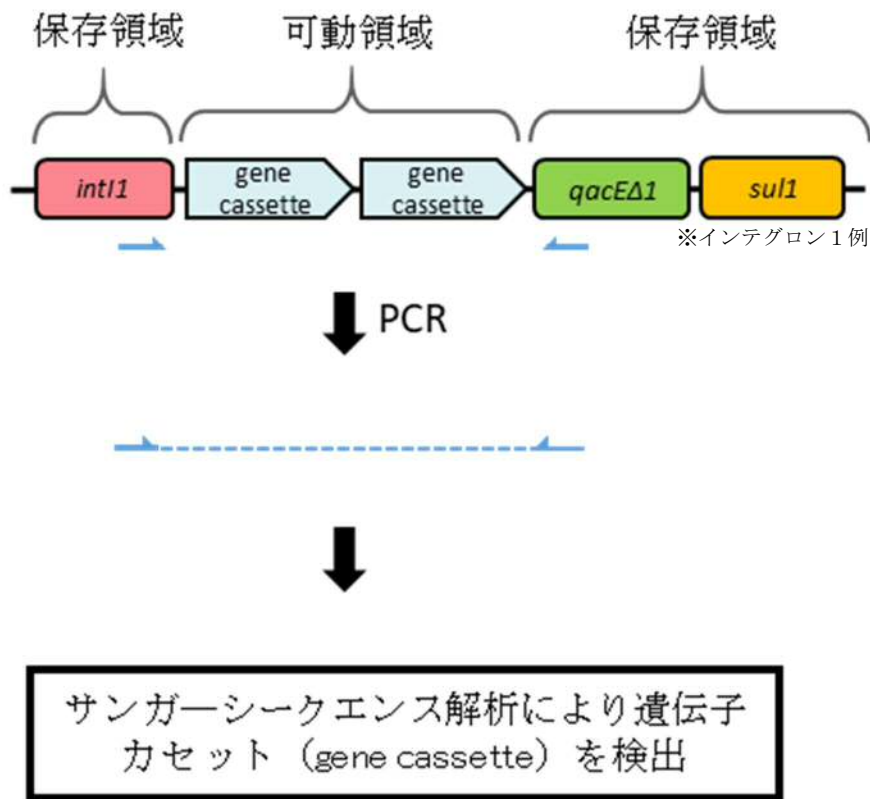 保存領域 可動領域 保存領域
intI1 gene cassette gene cassette qacEΔ1 sul1
※インテグロン１例
PCR
サンガーシークエンス解析により遺伝子
カセット（gene cassette）を検出